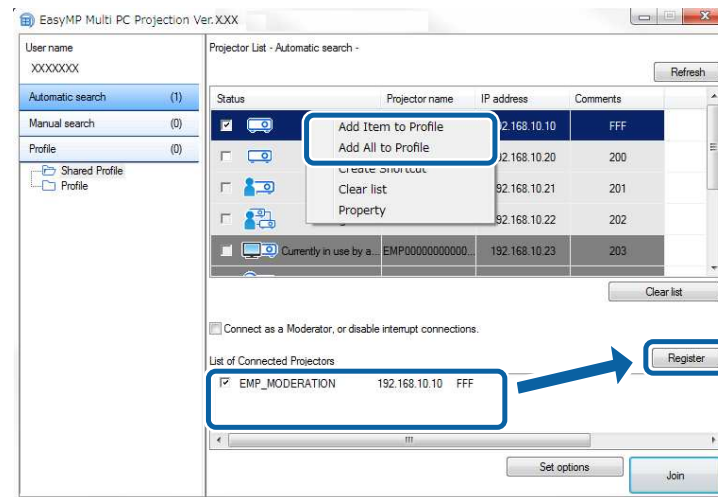 EasyMP Multi PC Projection Ver.XXX
User name
XXXXXXX
Automatic search (1)
Manual search (0)
Profile (0)
Shared Profile
Profile
Projector List - Automatic search -
Refresh
Status Projector name IP address Comments
192.168.10.10 FFF
192.168.10.20 200
192.168.10.21 201
192.168.10.22 202
Currently in use by a... EMP00000000000... 192.168.10.23 203
Add Item to Profile
Add All to Profile
Create Shortcut
Clear list
Property
Clear list
Connect as a Moderator, or disable interrupt connections.
List of Connected Projectors
Register
EMP_MODERATION 192.168.10.10 FFF
Set options
Join